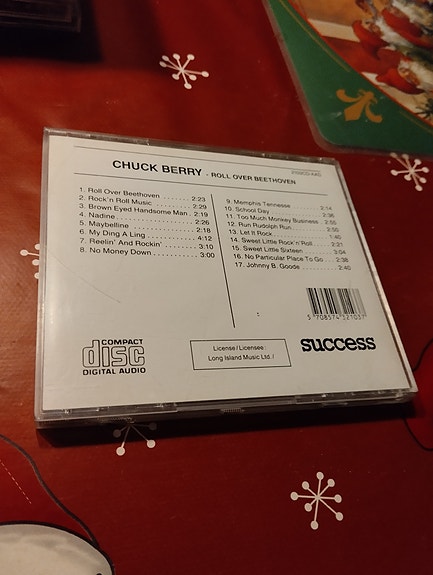 CHUCK BERRY - ROLL OVER BEETHOVEN
1. Roll Over Beethoven ........ 2:23
2. Rock'n Roll Music ........ 2:29
3. Brown Eyed Handsome Man . 2:19
4. Nadine ........ 2:26
5. Maybelline ........ 2:18
6. My Ding A Ling ........ 4:12
7. Reelin' And Rockin' ........ 3:10
8. No Money Down ........ 3:00
9. Memphis Tennesse ........ 2:14
10. School Day ........ 2:36
11. Too Much Monkey Business 2:55
12. Run Rudolph Run ........
13. Let It Rock ........
14. Sweet Little Rock'n'Roll ........ 2:21
15. Sweet Little Sixteen ........ 3:04
16. No Particular Place To Go ... 2:38
17. Johnny B. Goode ........ 2:40
5 708574 321037
COMPACT
disc
DIGITAL AUDIO
License/Licensee:
Long Island Music Ltd./
success